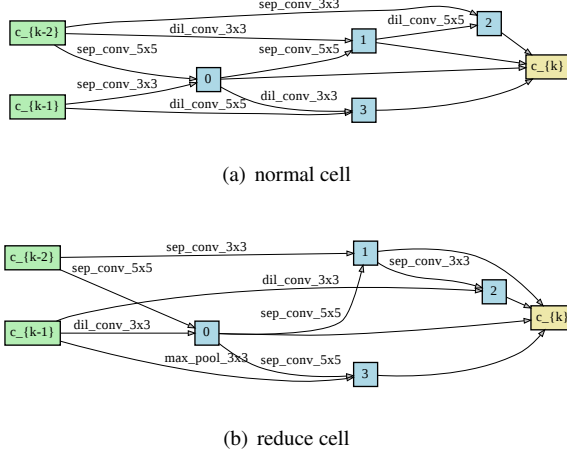 sep_conv_3x3
c_{k-2}
dil_conv_3x3
dil_conv_5x5
2
sep_conv_5x5
1
sep_conv_5x5
c_{k}
0
sep_conv_3x3
dil_conv_3x3
c_{k-1}
dil_conv_5x5
3
(a) normal cell
c_{k-2}
sep_conv_3x3
1
sep_conv_3x3
sep_conv_5x5
dil_conv_3x3
2
c_{k-1}
dil_conv_3x3
0
sep_conv_5x5
c_{k}
max_pool_3x3
sep_conv_5x5
3
(b) reduce cell